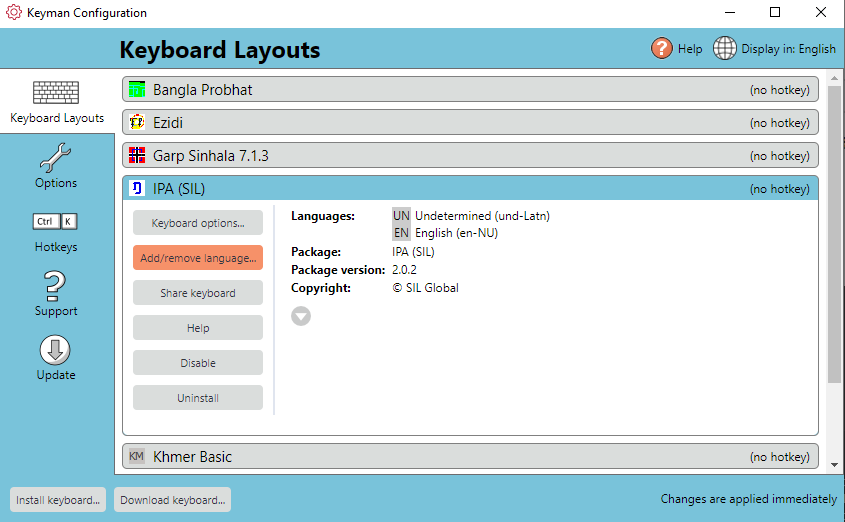 Keyman Configuration
Keyboard Layouts
Help
Display in: English
Keyboard Layouts
Options
Ctrl K
Hotkeys
Support
Update
Bangla Probhat (no hotkey)
Ezidi (no hotkey)
Garp Sinhala 7.1.3 (no hotkey)
IPA (SIL) (no hotkey)
Keyboard options...
Add/remove language...
Share keyboard
Help
Disable
Uninstall
Languages: UN Undetermined (und-Latn)
EN English (en-NU)
Package: IPA (SIL)
Package version: 2.0.2
Copyright: © SIL Global
KM Khmer Basic (no hotkey)
Install keyboard...
Download keyboard...
Changes are applied immediately